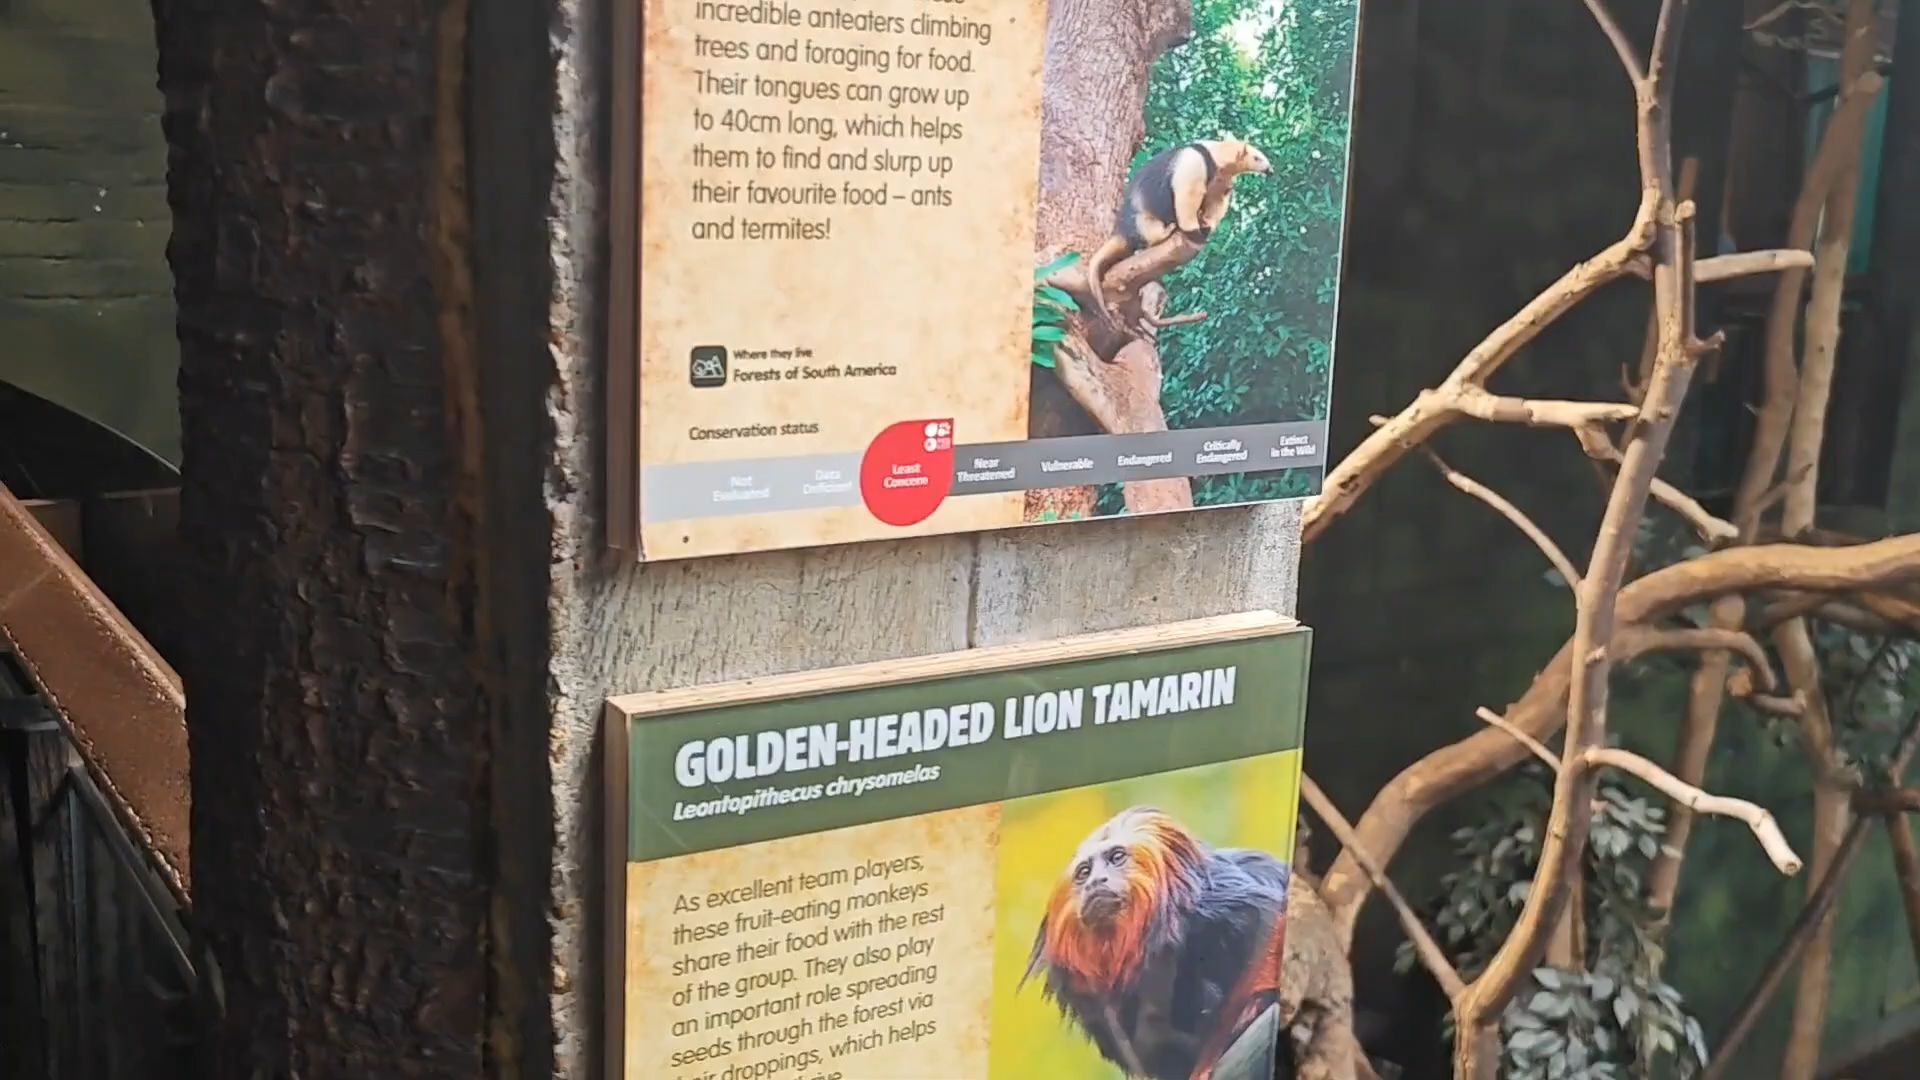 incredible anteaters climbing
trees and foraging for food.
Their tongues can grow up
to 40cm long, which helps
them to find and slurp up
their favourite food – ants
and termites!
Where they live
Forests of South America
Conservation status
Not
Evaluated
Data
Deficient
Least
Concern
Near
Threatened
Vulnerable
Endangered
Critically
Endangered
Extinct
in the Wild
GOLDEN-HEADED LION TAMARIN
Leontopithecus chrysomelas
As excellent team players,
these fruit-eating monkeys
share their food with the rest
of the group. They also play
an important role spreading
seeds through the forest via
droppings, which helps